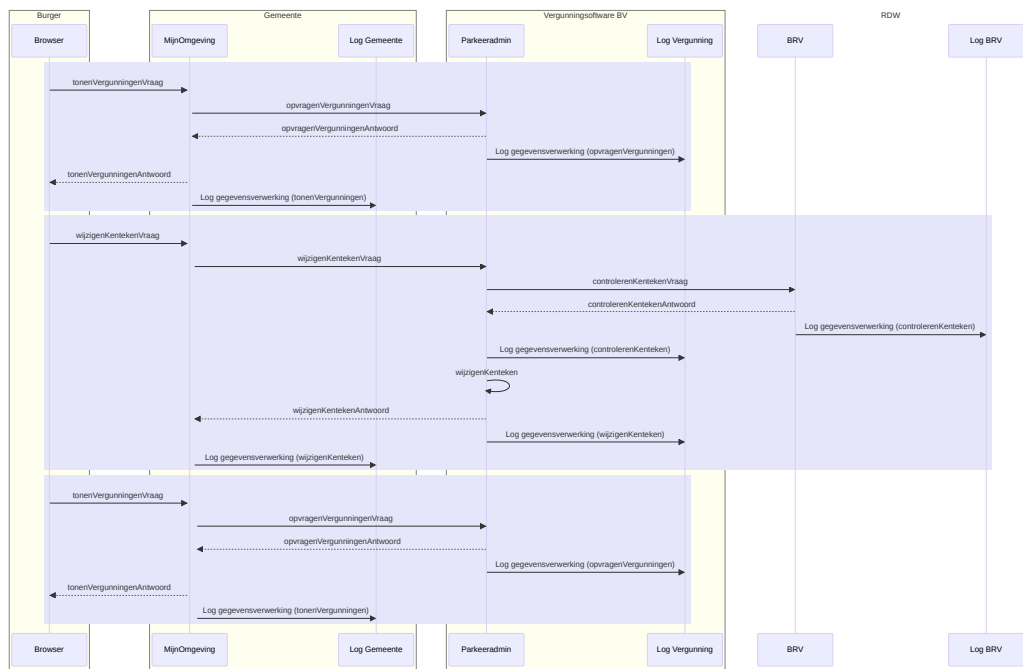 Burger
Gemeente
Vergunningsoftware BV
RDW
Browser
MijnOmgeving
Log Gemeente
Parkeeradmin
Log Vergunning
BRV
Log BRV
tonenVergunningenVraag
opvragenVergunningenVraag
opvragenVergunningenAntwoord
Log gegevensverwerking (opvragenVergunningen)
tonenVergunningenAntwoord
Log gegevensverwerking (tonenVergunningen)
wijzigenKentekenVraag
wijzigenKentekenVraag
controlerenKentekenVraag
controlerenKentekenAntwoord
Log gegevensverwerking (controlerenKenteken)
Log gegevensverwerking (controlerenKenteken)
wijzigenKenteken
wijzigenKentekenAntwoord
Log gegevensverwerking (wijzigenKenteken)
Log gegevensverwerking (wijzigenKenteken)
tonenVergunningenVraag
opvragenVergunningenVraag
opvragenVergunningenAntwoord
Log gegevensverwerking (opvragenVergunningen)
tonenVergunningenAntwoord
Log gegevensverwerking (tonenVergunningen)
Browser
MijnOmgeving
Log Gemeente
Parkeeradmin
Log Vergunning
BRV
Log BRV